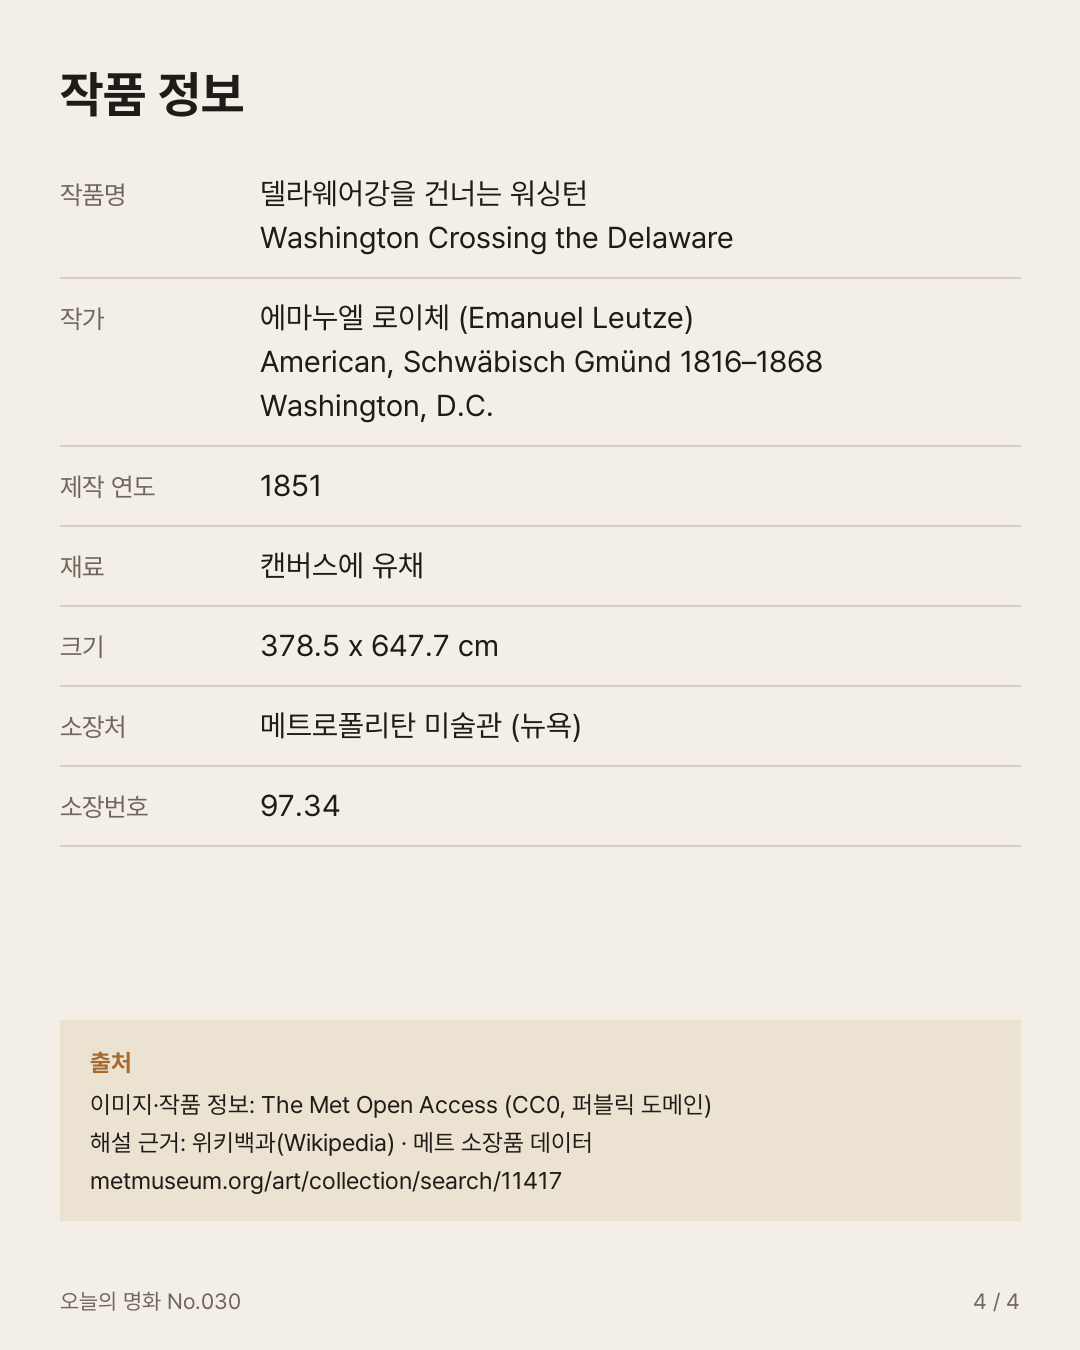 작품 정보
작품명
델라웨어강을 건너는 워싱턴
Washington Crossing the Delaware
작가
에마누엘 로이체 (Emanuel Leutze)
American, Schwäbisch Gmünd 1816–1868
Washington, D.C.
제작 연도
1851
재료
캔버스에 유채
크기
378.5 x 647.7 cm
소장처
메트로폴리탄 미술관 (뉴욕)
소장번호
97.34
출처
이미지·작품 정보: The Met Open Access (CC0, 퍼블릭 도메인)
해설 근거: 위키백과(Wikipedia) · 메트 소장품 데이터
metmuseum.org/art/collection/search/11417
오늘의 명화 No.030
4 / 4